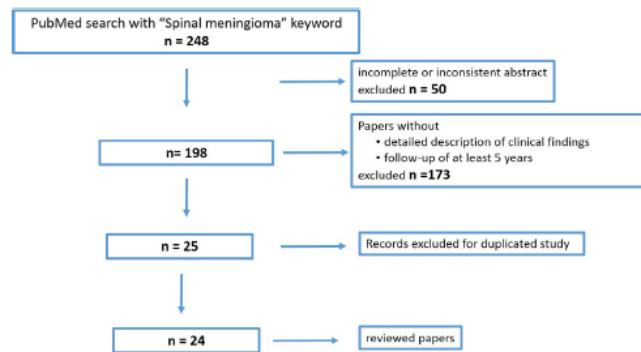 PubMed search with “Spinal meningioma” keyword
n = 248
incomplete or inconsistent abstract
excluded n = 50
Papers without
• detailed description of clinical findings
• follow-up of at least 5 years
excluded n =173
n= 198
n = 25
Records excluded for duplicated study
n = 24
reviewed papers